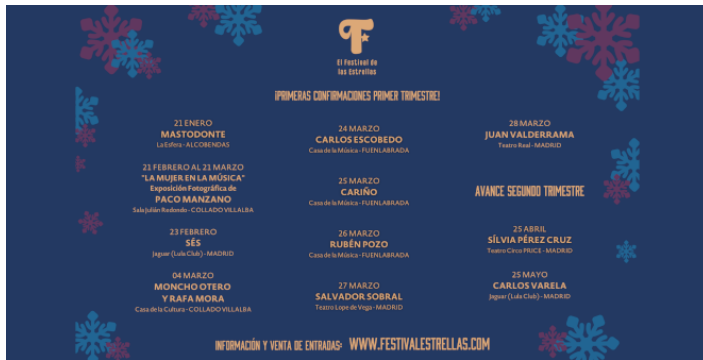 El Festival de
las Estrellas
¡PRIMERAS CONFIRMACIONES PRIMER TRIMESTRE!
21 ENERO
MASTODONTE
La Esfera - ALCOBENDAS
21 FEBRERO AL 21 MARZO
"LA MUJER EN LA MÚSICA"
Exposición Fotográfica de
PACO MANZANO
Sala Julián Redondo - COLLADO VILLALBA
23 FEBRERO
SÉS
Jaguar (Lula Club) - MADRID
04 MARZO
MONCHO OTERO
Y RAFA MORA
Casa de la Cultura - COLLADO VILLALBA
24 MARZO
CARLOS ESCOBEDO
Casa de la Música - FUENLABRADA
25 MARZO
CARIÑO
Casa de la Música - FUENLABRADA
26 MARZO
RUBÉN POZO
Casa de la Música - FUENLABRADA
27 MARZO
SALVADOR SOBRAL
Teatro Lope de Vega - MADRID
28 MARZO
JUAN VALDERRAMA
Teatro Real - MADRID
AVANCE SEGUNDO TRIMESTRE
25 ABRIL
SÍLVIA PÉREZ CRUZ
Teatro Circo PRICE - MADRID
25 MAYO
CARLOS VARELA
Jaguar (Lula Club) - MADRID
INFORMACIÓN Y VENTA DE ENTRADAS: WWW.FESTIVALESTRELLAS.COM